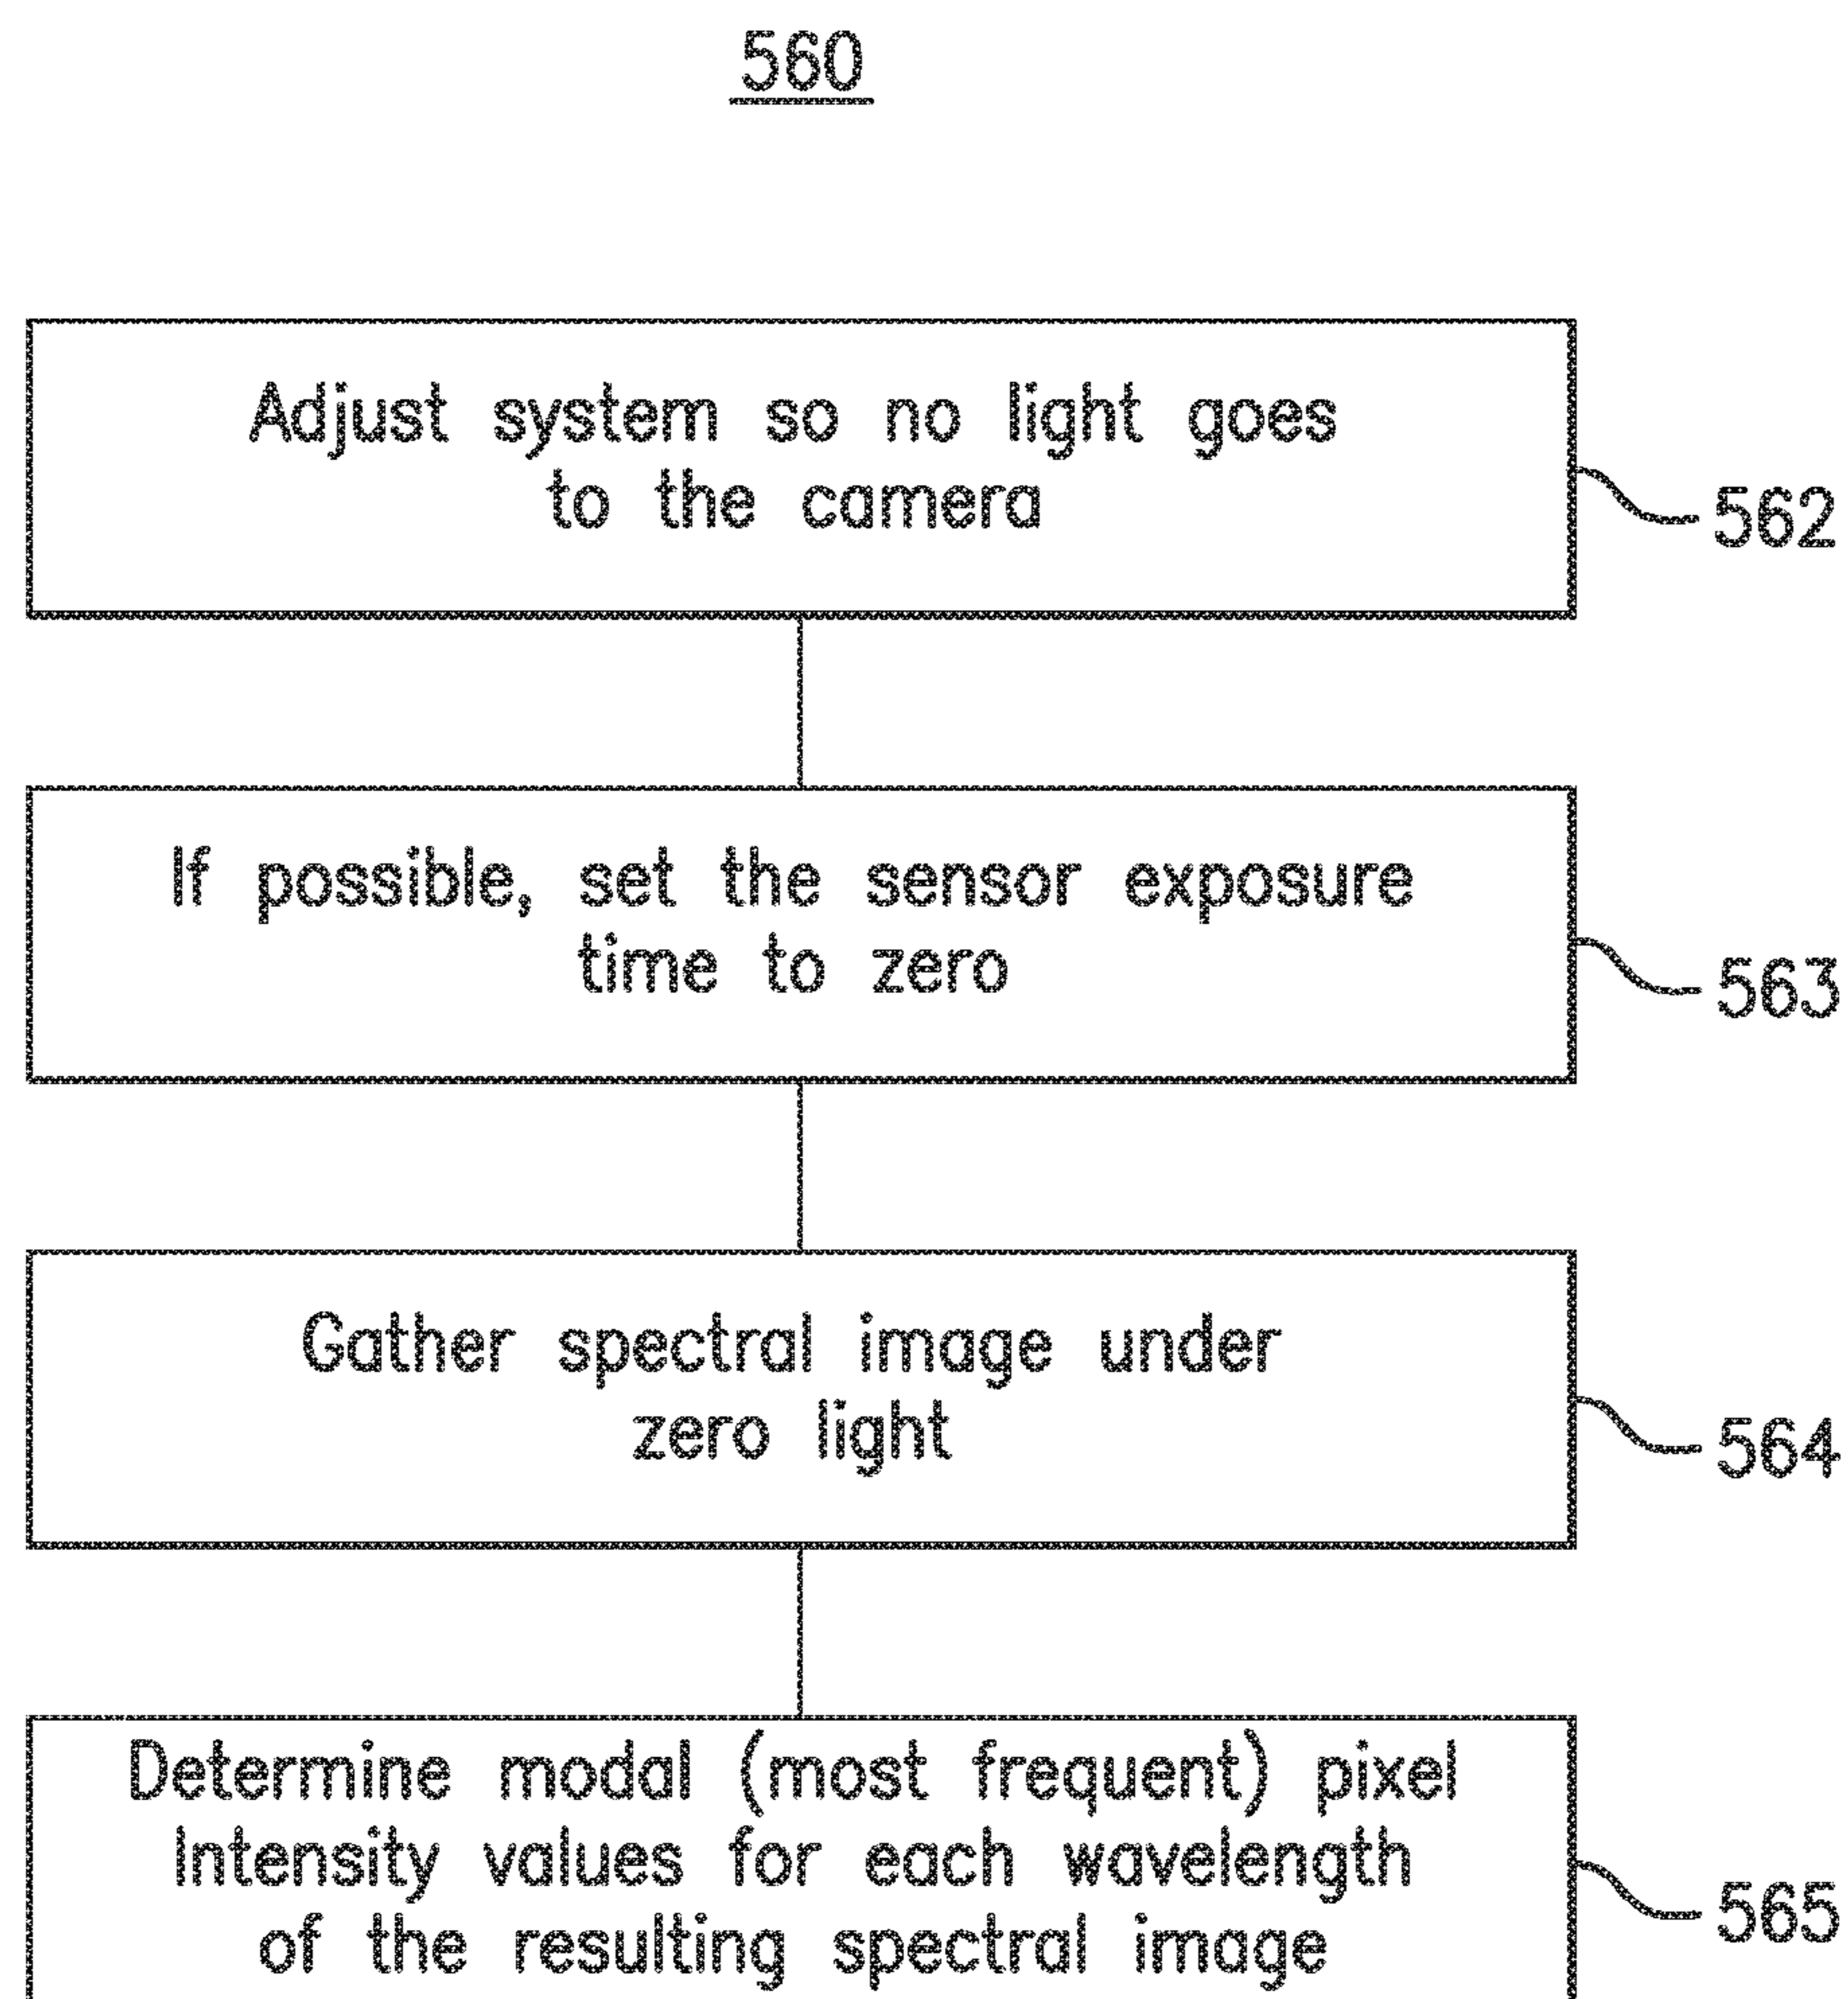 560
Adjust system so no light goes
to the camera
562
If possible, set the sensor exposure
time to zero
563
Gather spectral image under
zero light
564
Determine modal (most frequent) pixel
Intensity values for each wavelength
of the resulting spectral image
565